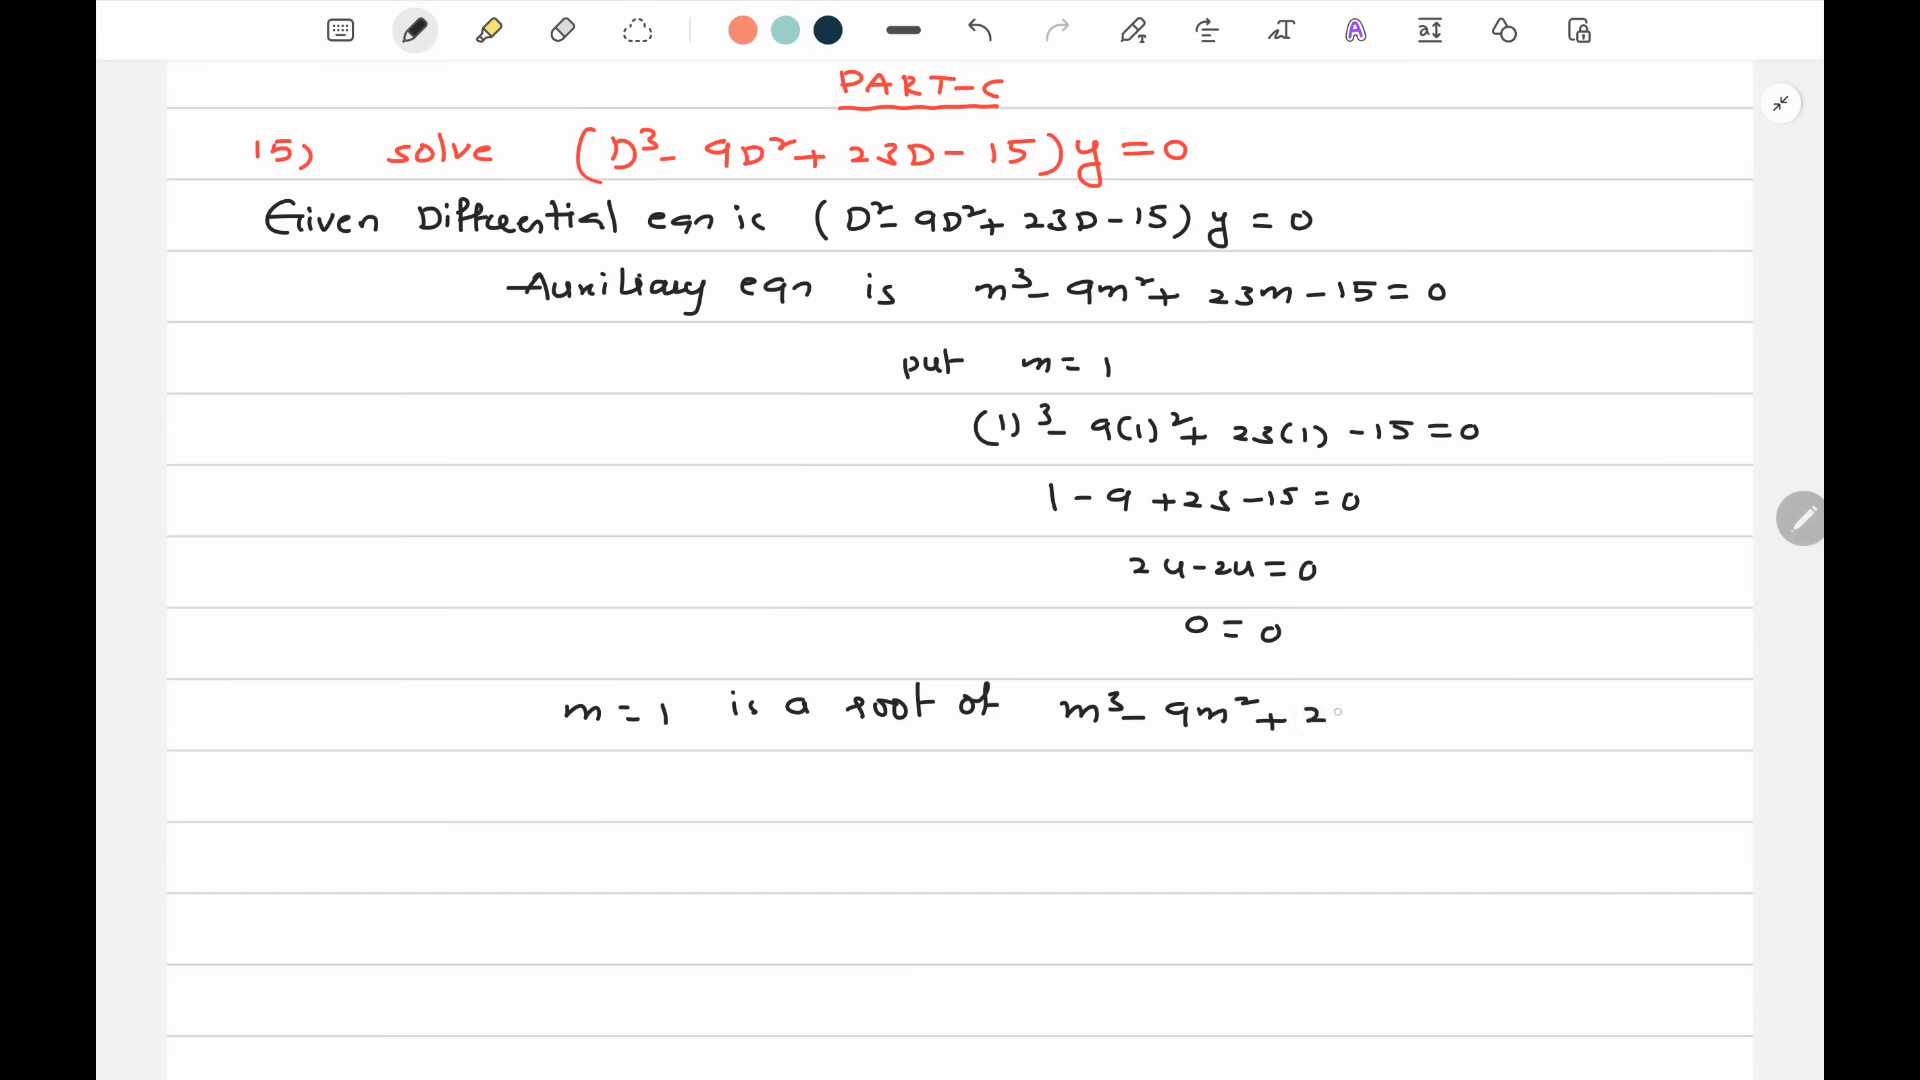 PART-C
15) solve (D³- 9D²+ 23D- 15)y=0
Given Differential eqn is (D²- 9D²+ 23D-15) y = 0
Auxiliary eqn is m³- 9m²+ 23m-15=0
put m= 1
(1)³- 9(1)²+ 23(1) -15=0
1-9+23-15=0
24-24=0
0=0
m=1 is a root of m³- 9m²+2